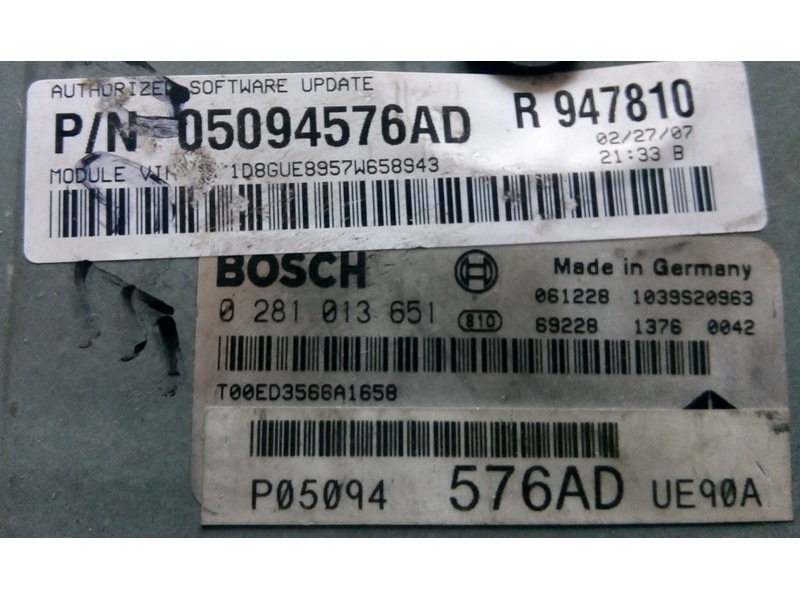 AUTHORIZED SOFTWARE UPDATE
P/N 05094576AD R 947810
02/27/07
MODULE VIN 1D8GUE8957W658943 21:33 B
BOSCH Made in Germany
0 281 013 651 810 061228 1039S20963
69228 1376 0042
T00ED3566A1658
P05094 576AD UE90A